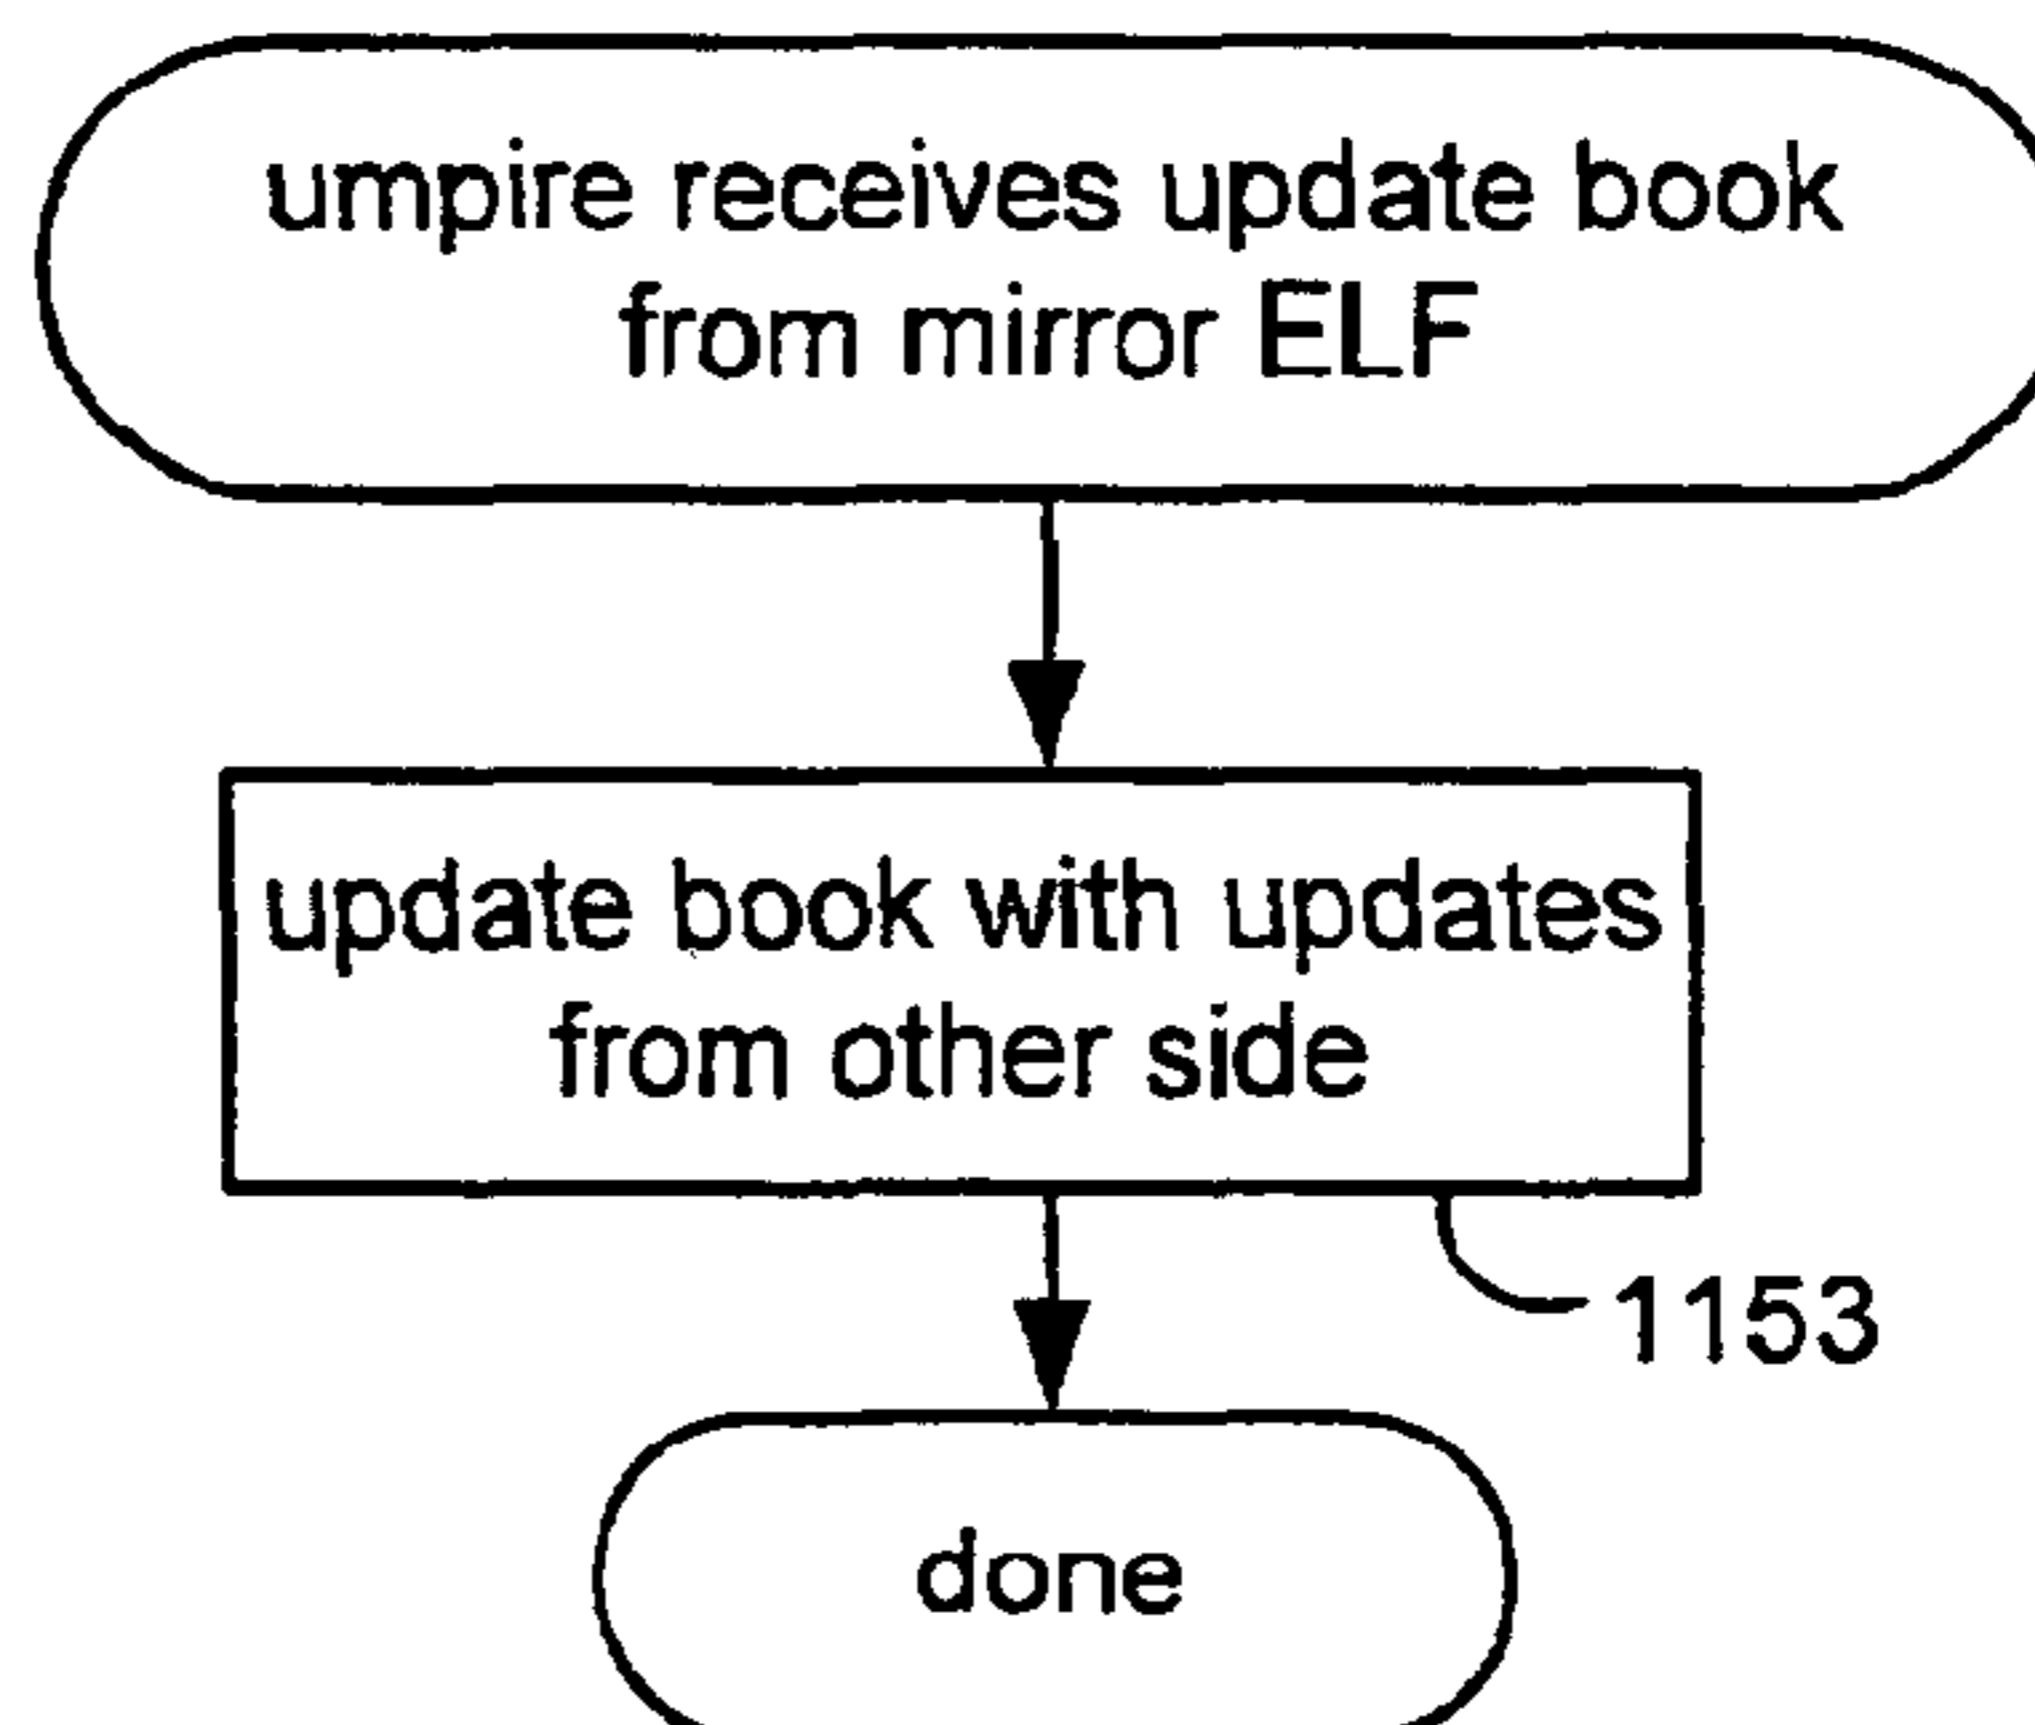 umpire receives update book
from mirror ELF
update book with updates
from other side
1153
done